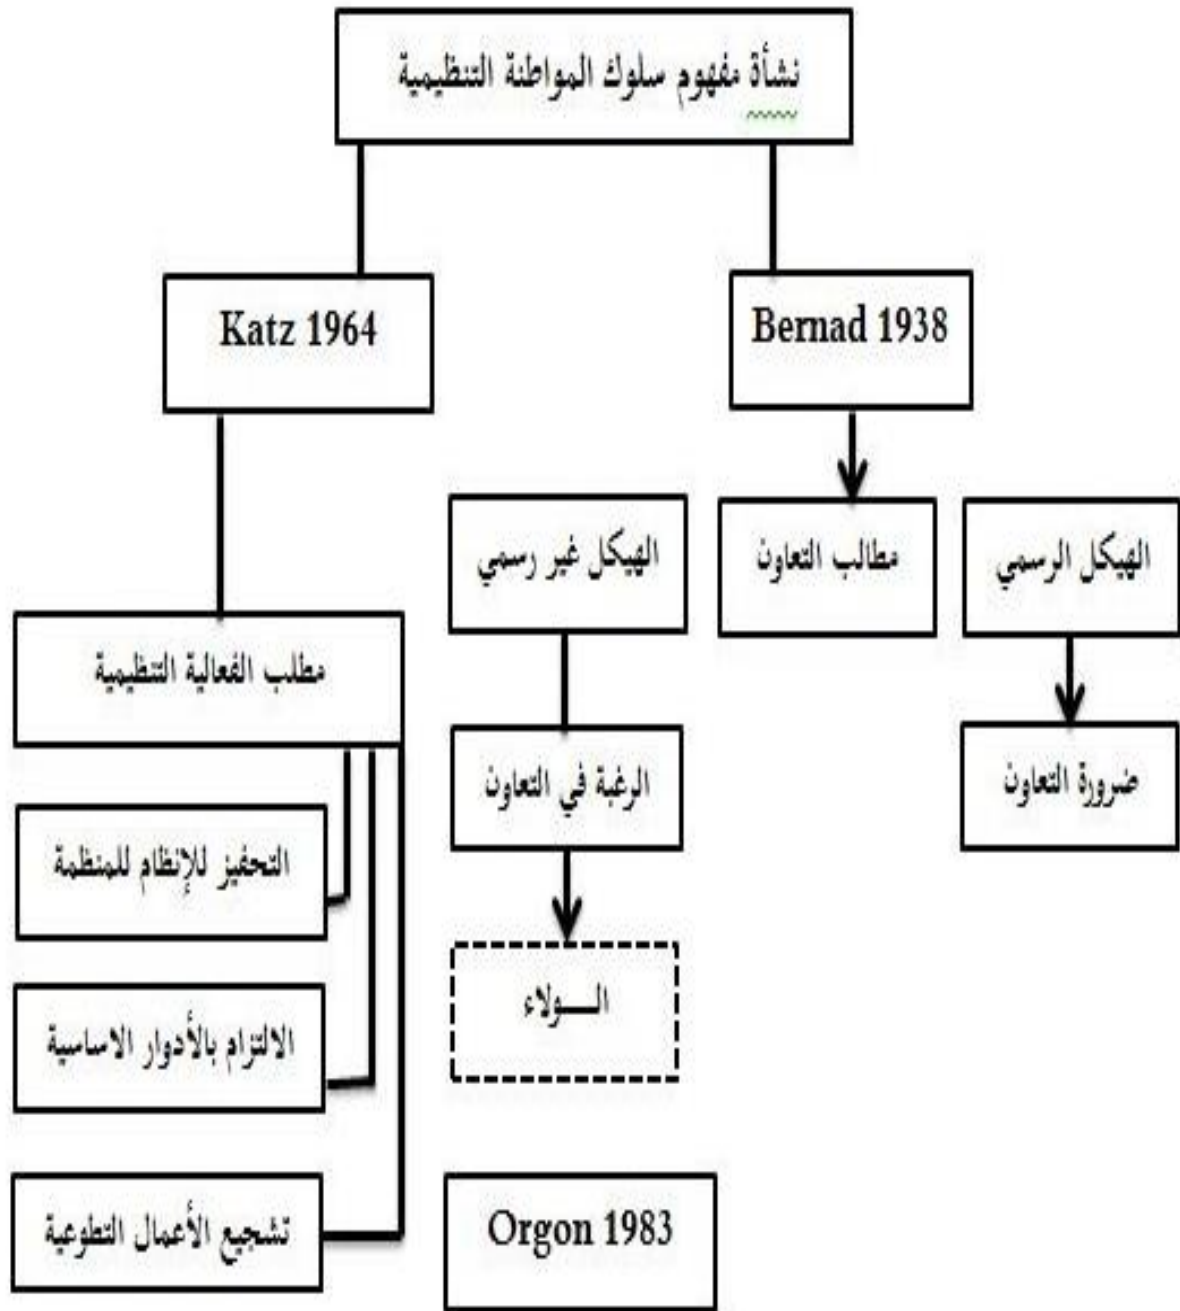 نشأة مفهوم سلوك المواطنة التنظيمية
Bernad 1938
Katz 1964
الهيكل الرسمي
مطالب التعاون
الهيكل غير رسمي
ضرورة التعاون
الرغبة في التعاون
الـــولاء
مطلب الفعالية التنظيمية
التحفيز للإنظام للمنظمة
الالتزام بالأدوار الاساسية
تشجيع الأعمال التطوعية
Orgon 1983